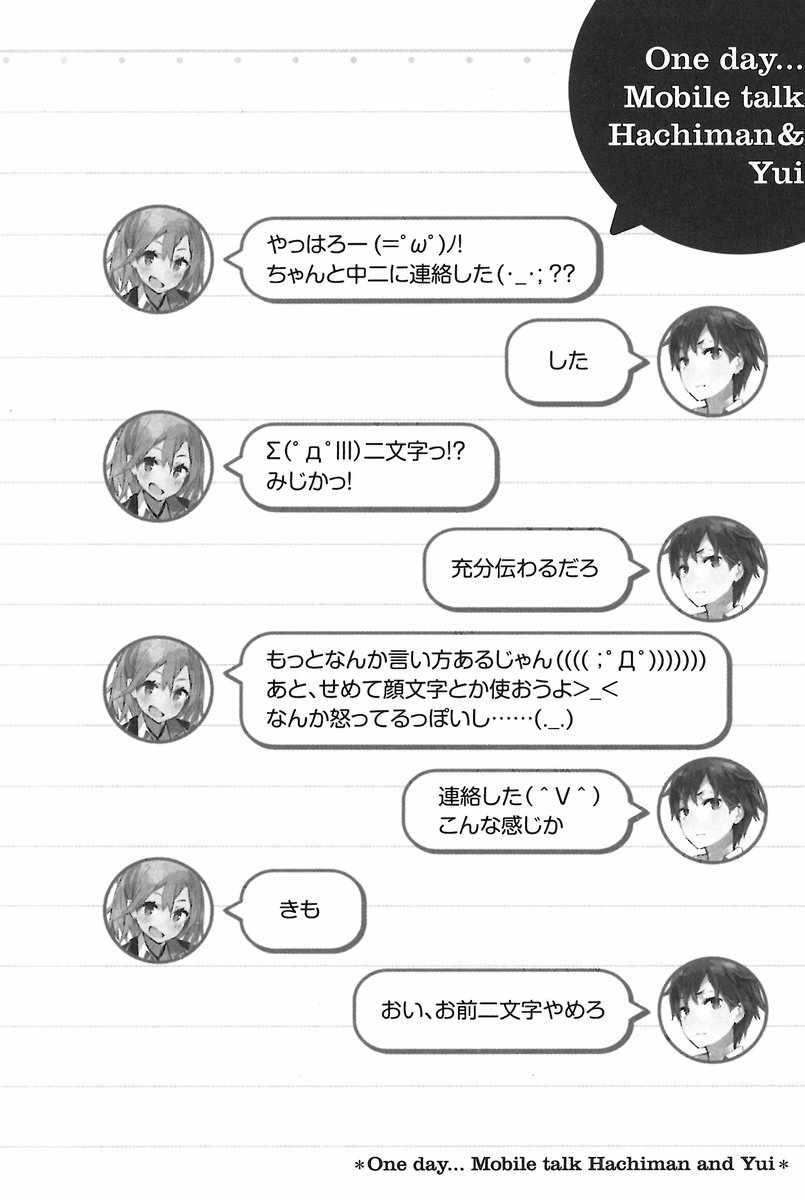 One day...
Mobile talk
Hachiman&
Yui
やっはろー (=ﾟωﾟ)ﾉ!
ちゃんと中二に連絡した(･_･;??
した
Σ(ﾟдﾟlll)二文字っ!?
みじかっ!
充分伝わるだろ
もっとなんか言い方あるじゃん((((；ﾟДﾟ)))))))
あと、せめて顔文字とか使おうよ>_<
なんか怒ってるっぽいし……(._.)
連絡した(＾Ｖ＾)
こんな感じか
きも
おい、お前二文字やめろ
*One day... Mobile talk Hachiman and Yui*